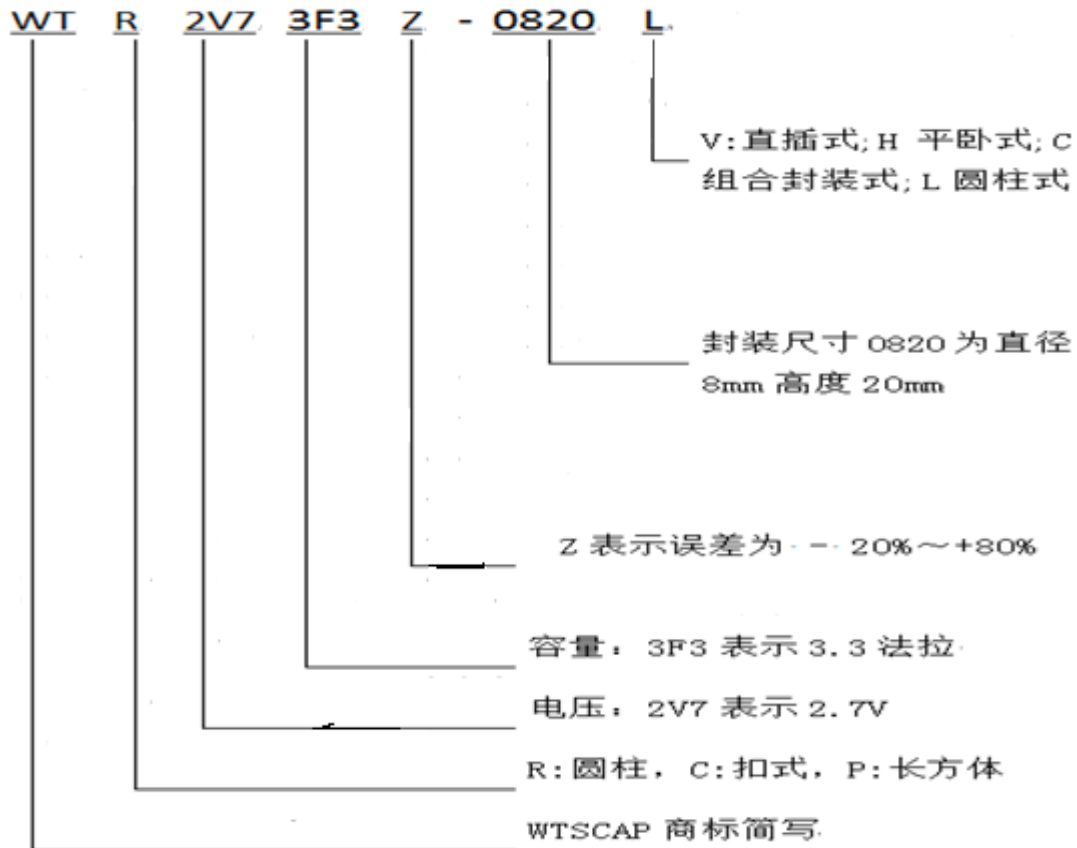 WT R 2V7 3F3 Z - 0820 L
V:直插式;H 平卧式;C
组合封装式;L 圆柱式
封装尺寸 0820 为直径
8mm 高度 20mm
Z 表示误差为 - 20%～+80%
容量：3F3 表示 3.3 法拉
电压：2V7 表示 2.7V
R:圆柱，C:扣式，P:长方体
WTSCAP 商标简写